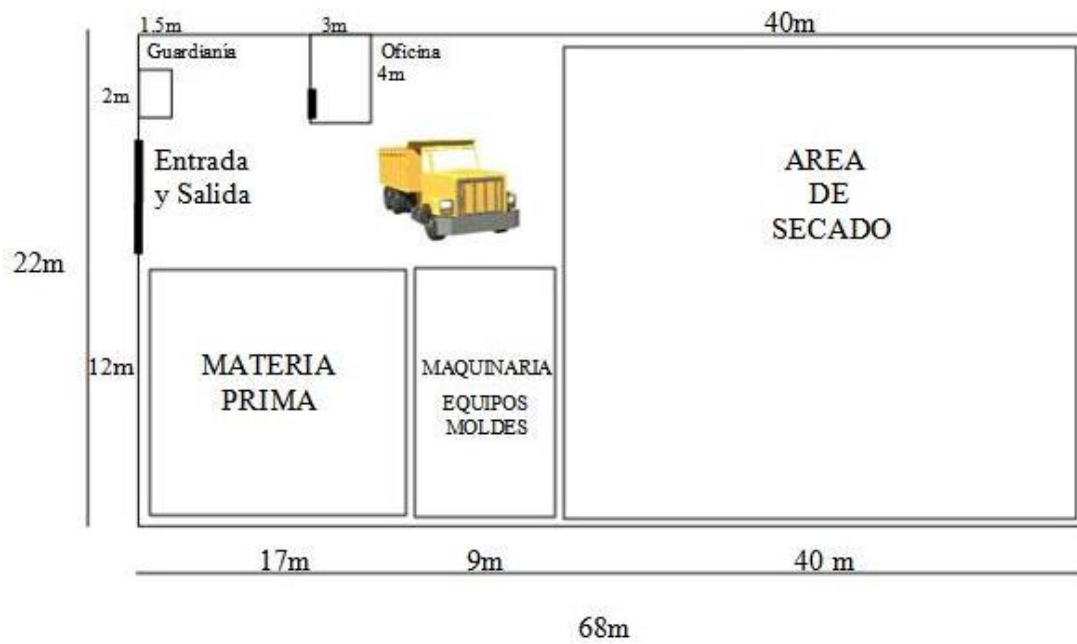 1.5m
3m
40m
Guardianía
Oficina
4m
2m
Entrada
y Salida
AREA
DE
SECADO
22m
12m
MATERIA
PRIMA
MAQUINARIA
EQUIPOS
MOLDES
17m
9m
40 m
68m